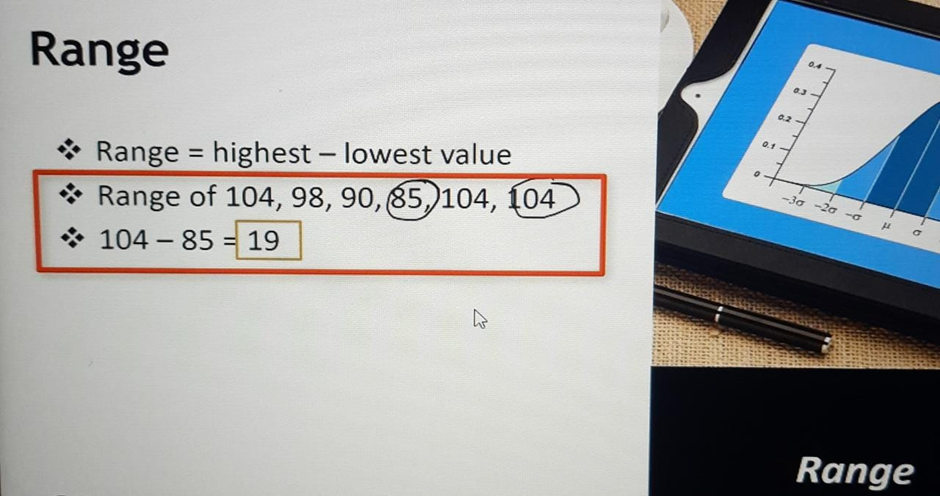 Range
❖ Range = highest – lowest value
❖ Range of 104, 98, 90, 85, 104, 104
❖ 104 – 85 = 19
0.4
0.3
0.2
0.1
0
−3σ −2σ −σ μ σ
Range